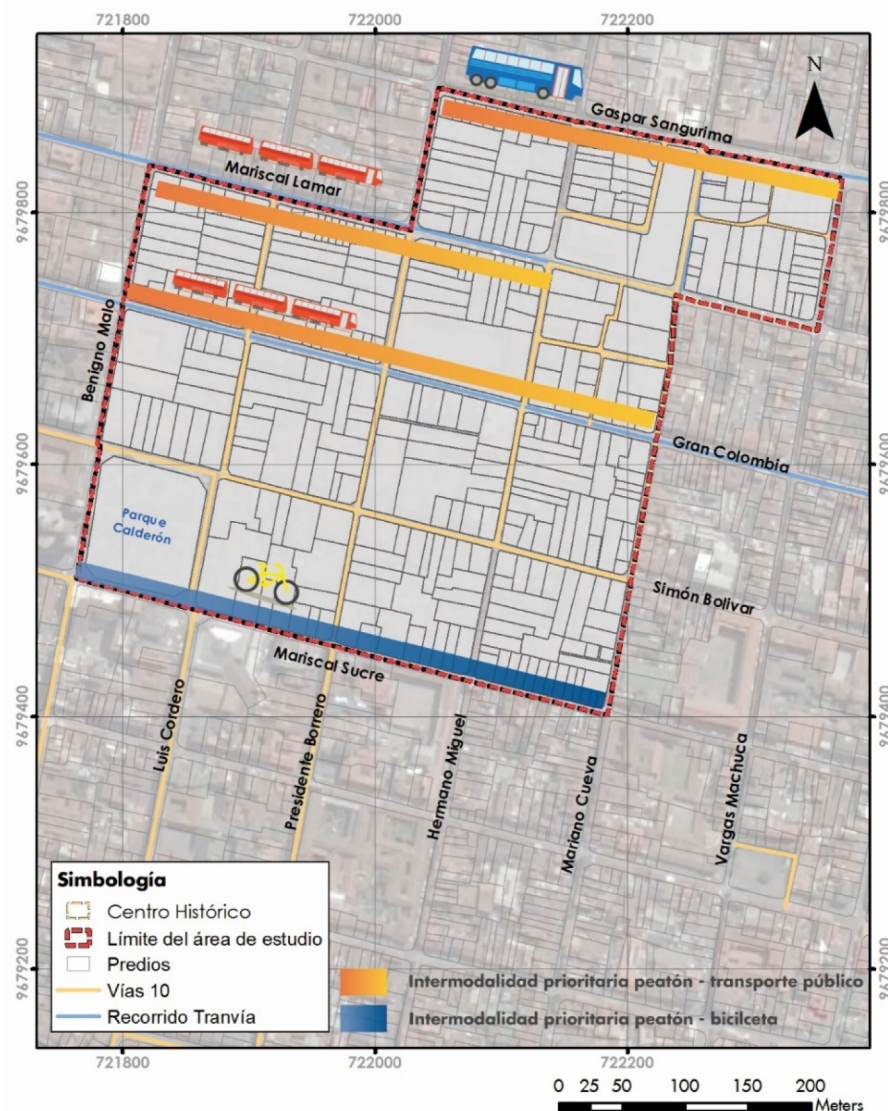 721800 722000 722200
N
Gaspar Sangurima
Mariscal Lamar
9679800 9679800
Benigno Malo
Gran Colombia
9679600 9679600
Parque
Calderón
Simón Bolivar
Mariscal Sucre
9679400 9679400
Luis Cordero
Presidente Borrero
Hermano Miguel
Mariano Cueva
Vargas Machuca
Simbología
Centro Histórico
Límite del área de estudio
Predios
Vías 10
Recorrido Tranvía
9679200 9679200
Intermodalidad prioritaria peatón - transporte público
Intermodalidad prioritaria peatón - bicilceta
721800 722000 722200
0 25 50 100 150 200
Meters